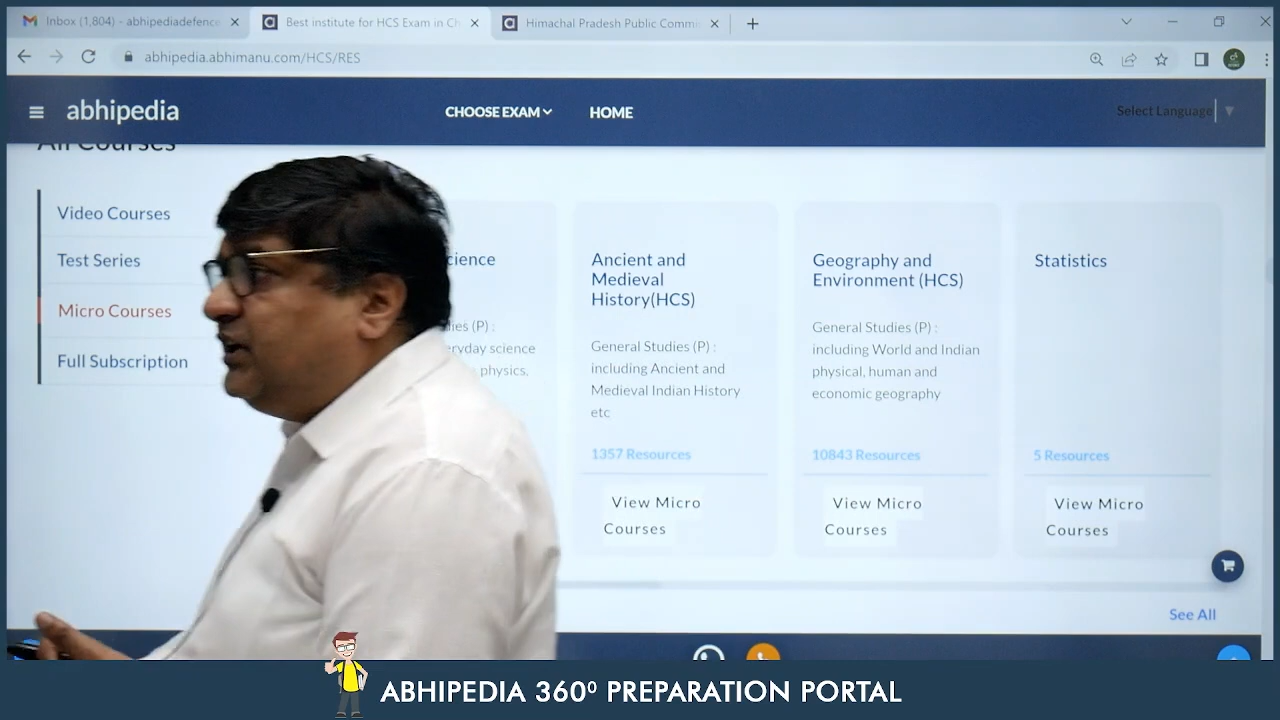 Inbox (1,804) - abhipediadefence
Best institute for HCS Exam in Ch
Himachal Pradesh Public Commi
abhipedia.abhimanu.com/HCS/RES
abhipedia
CHOOSE EXAM
HOME
Select Language
All Courses
Video Courses
Test Series
Micro Courses
Full Subscription
cience
ies (P) :
eryday science
physics,
Ancient and
Medieval
History(HCS)
General Studies (P) :
including Ancient and
Medieval Indian History
etc
1357 Resources
View Micro
Courses
Geography and
Environment (HCS)
General Studies (P) :
including World and Indian
physical, human and
economic geography
10843 Resources
View Micro
Courses
Statistics
5 Resources
View Micro
Courses
See All
ABHIPEDIA 360⁰ PREPARATION PORTAL